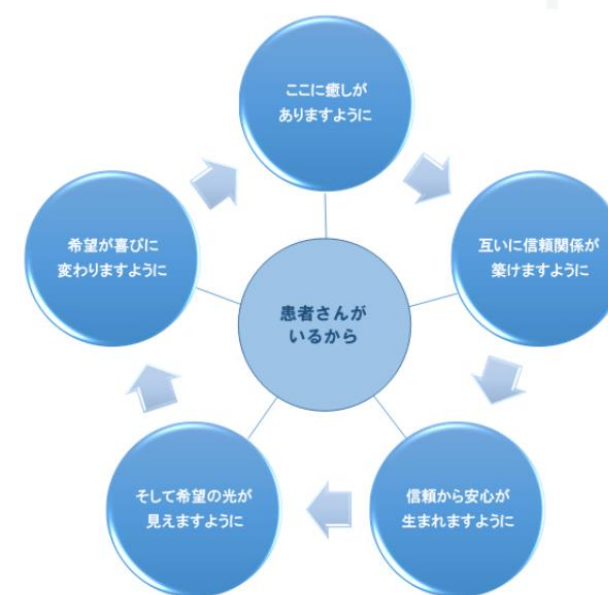 ここに癒しが
ありますように
互いに信頼関係が
築けますように
信頼から安心が
生まれますように
そして希望の光が
見えますように
希望が喜びに
変わりますように
患者さんが
いるから